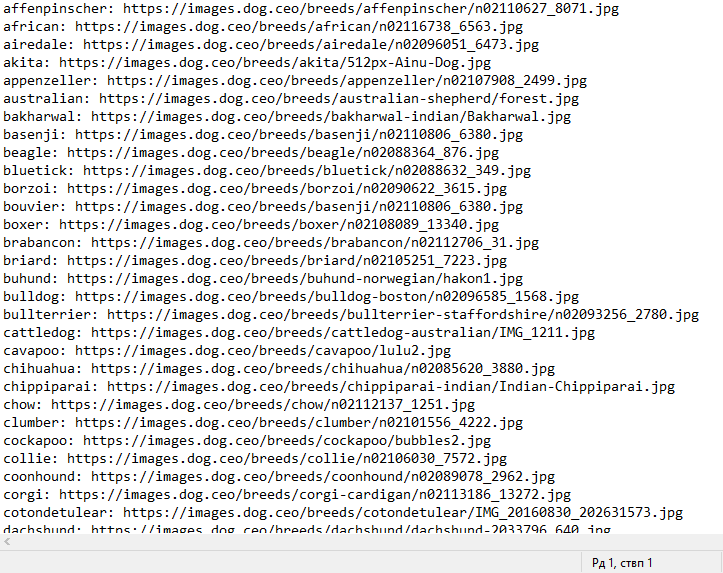 affenpinscher: https://images.dog.ceo/breeds/affenpinscher/n02110627_8071.jpg
african: https://images.dog.ceo/breeds/african/n02116738_6563.jpg
airedale: https://images.dog.ceo/breeds/airedale/n02096051_6473.jpg
akita: https://images.dog.ceo/breeds/akita/512px-Ainu-Dog.jpg
appenzeller: https://images.dog.ceo/breeds/appenzeller/n02107908_2499.jpg
australian: https://images.dog.ceo/breeds/australian-shepherd/forest.jpg
bakharwal: https://images.dog.ceo/breeds/bakharwal-indian/Bakharwal.jpg
basenji: https://images.dog.ceo/breeds/basenji/n02110806_6380.jpg
beagle: https://images.dog.ceo/breeds/beagle/n02088364_876.jpg
bluetick: https://images.dog.ceo/breeds/bluetick/n02088632_349.jpg
borzoi: https://images.dog.ceo/breeds/borzoi/n02090622_3615.jpg
bouvier: https://images.dog.ceo/breeds/basenji/n02110806_6380.jpg
boxer: https://images.dog.ceo/breeds/boxer/n02108089_13340.jpg
brabancon: https://images.dog.ceo/breeds/brabancon/n02112706_31.jpg
briard: https://images.dog.ceo/breeds/briard/n02105251_7223.jpg
buhund: https://images.dog.ceo/breeds/buhund-norwegian/hakon1.jpg
bulldog: https://images.dog.ceo/breeds/bulldog-boston/n02096585_1568.jpg
bullterrier: https://images.dog.ceo/breeds/bullterrier-staffordshire/n02093256_2780.jpg
cattledog: https://images.dog.ceo/breeds/cattledog-australian/IMG_1211.jpg
cavapoo: https://images.dog.ceo/breeds/cavapoo/lulu2.jpg
chihuahua: https://images.dog.ceo/breeds/chihuahua/n02085620_3880.jpg
chippiparai: https://images.dog.ceo/breeds/chippiparai-indian/Indian-Chippiparai.jpg
chow: https://images.dog.ceo/breeds/chow/n02112137_1251.jpg
clumber: https://images.dog.ceo/breeds/clumber/n02101556_4222.jpg
cockapoo: https://images.dog.ceo/breeds/cockapoo/bubbles2.jpg
collie: https://images.dog.ceo/breeds/collie/n02106030_7572.jpg
coonhound: https://images.dog.ceo/breeds/coonhound/n02089078_2962.jpg
corgi: https://images.dog.ceo/breeds/corgi-cardigan/n02113186_13272.jpg
cotondetulear: https://images.dog.ceo/breeds/cotondetulear/IMG_20160830_202631573.jpg
dachshund: https://images.dog.ceo/breeds/dachshund/dachshund-2033796_640.jpg
Рд 1, ствп 1